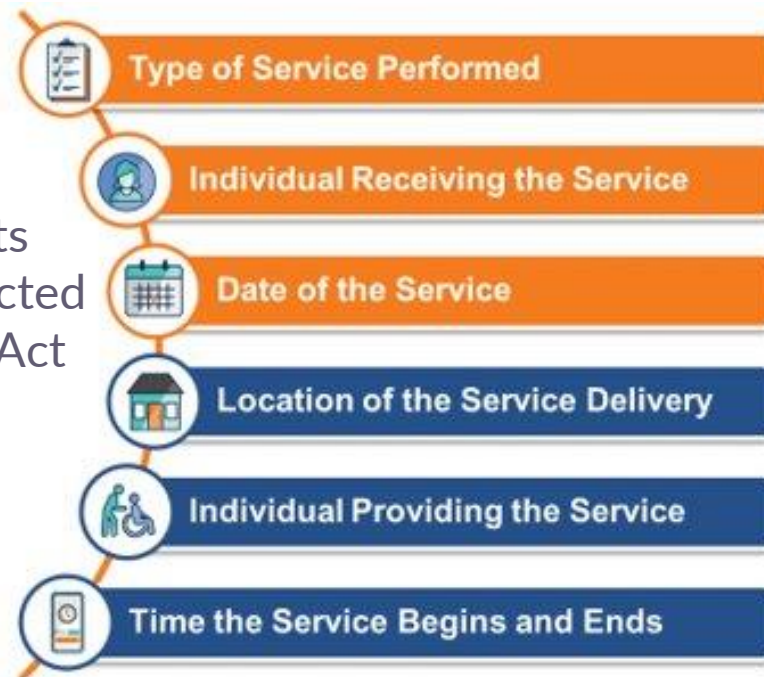 Type of Service Performed
Individual Receiving the Service
Date of the Service
Location of the Service Delivery
Individual Providing the Service
Time the Service Begins and Ends
Act